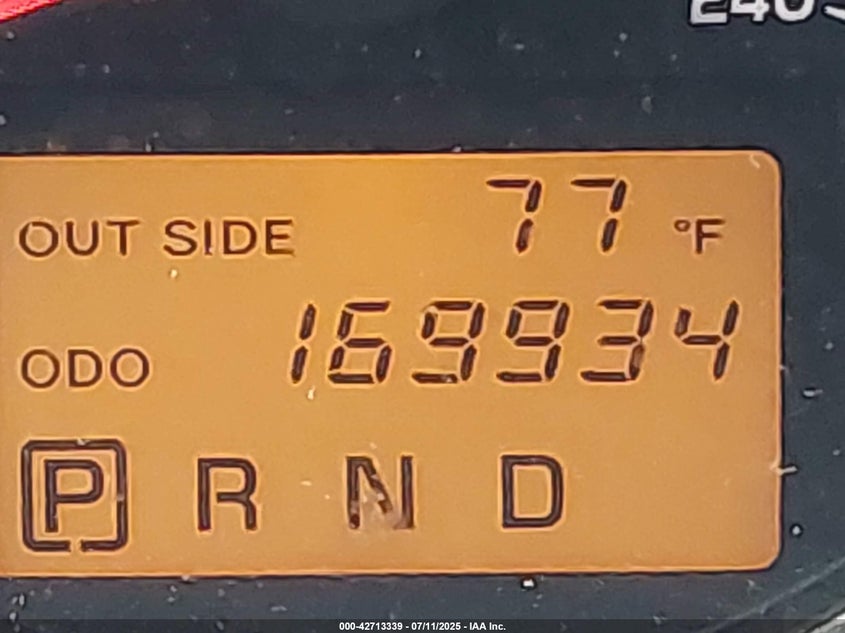 OUT SIDE 77 °F
ODO 169934
P R N D
000-42713339 - 07/11/2025 - IAA Inc.